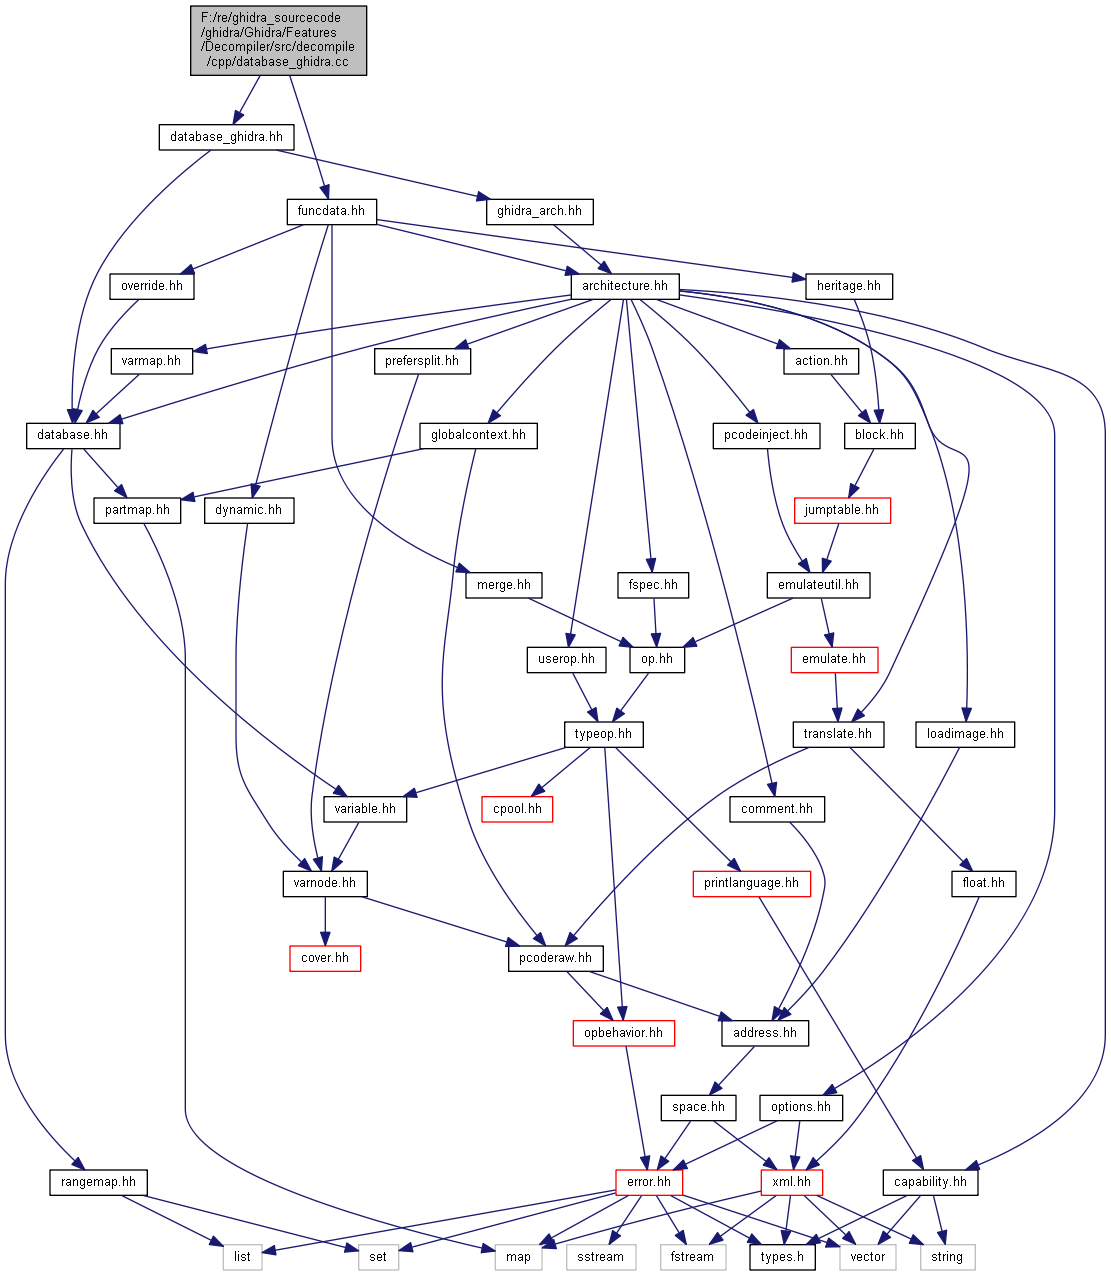 F:/re/ghidra_sourcecode
/ghidra/Ghidra/Features
/Decompiler/src/decompile
/cpp/database_ghidra.cc
database_ghidra.hh
funcdata.hh
ghidra_arch.hh
override.hh
architecture.hh
heritage.hh
varmap.hh
prefersplit.hh
action.hh
database.hh
globalcontext.hh
pcodeinject.hh
block.hh
partmap.hh
dynamic.hh
jumptable.hh
merge.hh
fspec.hh
emulateutil.hh
userop.hh
op.hh
emulate.hh
typeop.hh
translate.hh
loadimage.hh
variable.hh
cpool.hh
comment.hh
varnode.hh
printlanguage.hh
float.hh
cover.hh
pcoderaw.hh
opbehavior.hh
address.hh
space.hh
options.hh
rangemap.hh
error.hh
xml.hh
capability.hh
list
set
map
sstream
fstream
types.h
vector
string